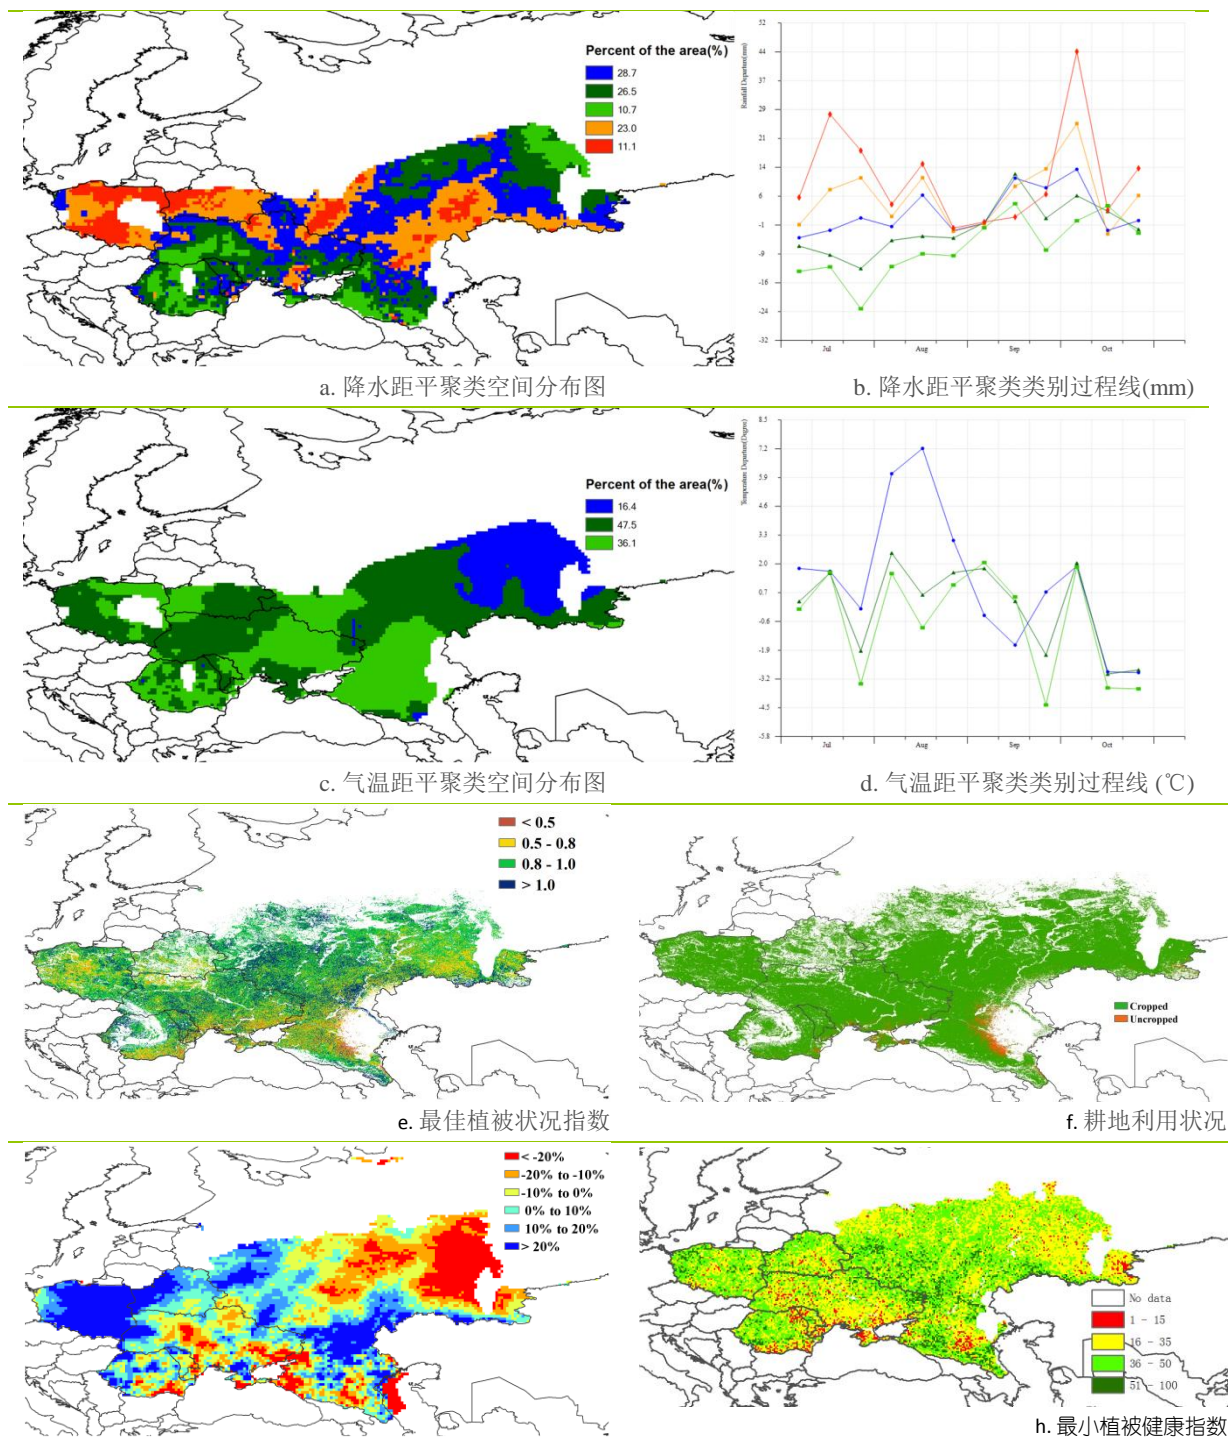 Percent of the area(%)
28.7
26.5
10.7
23.0
11.1
Rainfall Departure(mm)
52
44
37
29
21
14
6
-1
-9
-16
-24
-32
Jul
Aug
Sep
Oct
a. 降水距平聚类空间分布图
b. 降水距平聚类类别过程线(mm)
Percent of the area(%)
16.4
47.5
36.1
Temperature Departure(Degree)
8.5
7.2
5.9
4.6
3.3
2.0
0.7
-0.6
-1.9
-3.2
-4.5
-5.8
Jul
Aug
Sep
Oct
c. 气温距平聚类空间分布图
d. 气温距平聚类类别过程线 (℃)
< 0.5
0.5 - 0.8
0.8 - 1.0
> 1.0
Cropped
Uncropped
e. 最佳植被状况指数
f. 耕地利用状况
< -20%
-20% to -10%
-10% to 0%
0% to 10%
10% to 20%
> 20%
No data
1 - 15
16 - 35
36 - 50
51 - 100
h. 最小植被健康指数